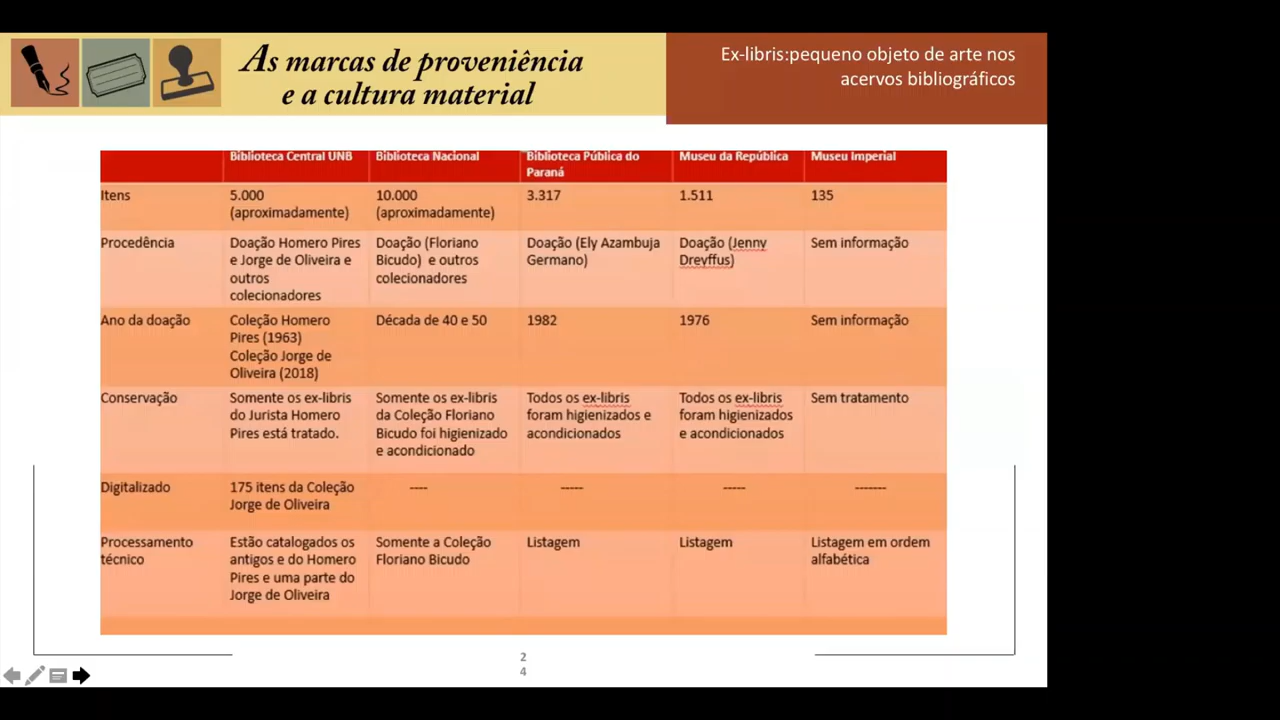 As marcas de proveniência
e a cultura material
Ex-libris:pequeno objeto de arte nos
acervos bibliográficos
Biblioteca Central UNB
Biblioteca Nacional
Biblioteca Pública do
Paraná
Museu da República
Museu Imperial
Itens
5.000
(aproximadamente)
10.000
(aproximadamente)
3.317
1.511
135
Procedência
Doação Homero Pires
e Jorge de Oliveira e
outros
colecionadores
Doação (Floriano
Bicudo) e outros
colecionadores
Doação (Ely Azambuja
Germano)
Doação (Jenny
Dreyffus)
Sem informação
Ano da doação
Coleção Homero
Pires (1963)
Coleção Jorge de
Oliveira (2018)
Década de 40 e 50
1982
1976
Sem informação
Conservação
Somente os ex-libris
do Jurista Homero
Pires está tratado.
Somente os ex-libris
da Coleção Floriano
Bicudo foi higienizado
e acondicionado
Todos os ex-libris
foram higienizados e
acondicionados
Todos os ex-libris
foram higienizados
e acondicionados
Sem tratamento
Digitalizado
175 itens da Coleção
Jorge de Oliveira
----
-----
-----
-------
Processamento
técnico
Estão catalogados os
antigos e do Homero
Pires e uma parte do
Jorge de Oliveira
Somente a Coleção
Floriano Bicudo
Listagem
Listagem
Listagem em ordem
alfabética
2
4